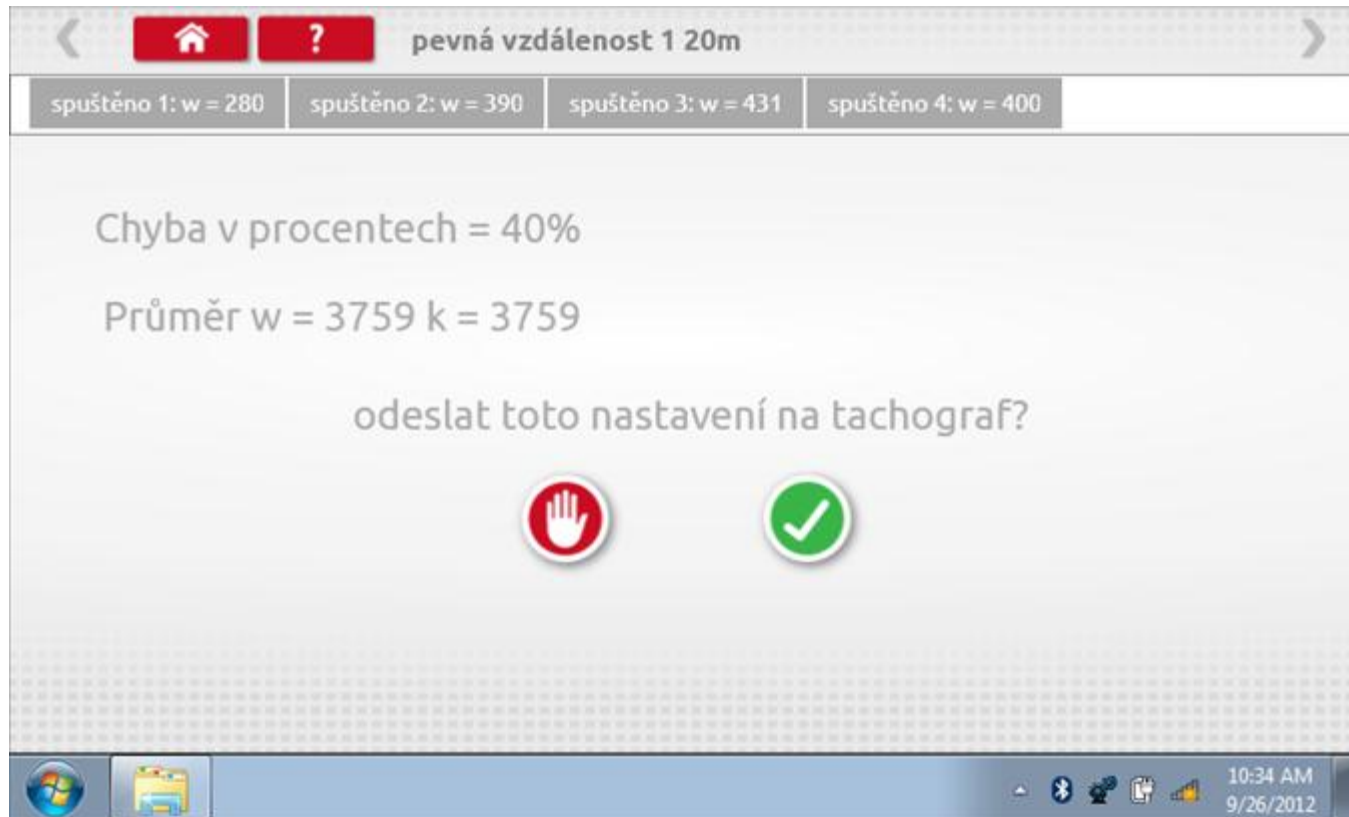 ? pevná vzdálenost 1 20m
spuštěno 1: w = 280 spuštěno 2: w = 390 spuštěno 3: w = 431 spuštěno 4: w = 400
Chyba v procentech = 40%
Průměr w = 3759 k = 3759
odeslat toto nastavení na tachograf?
10:34 AM
9/26/2012